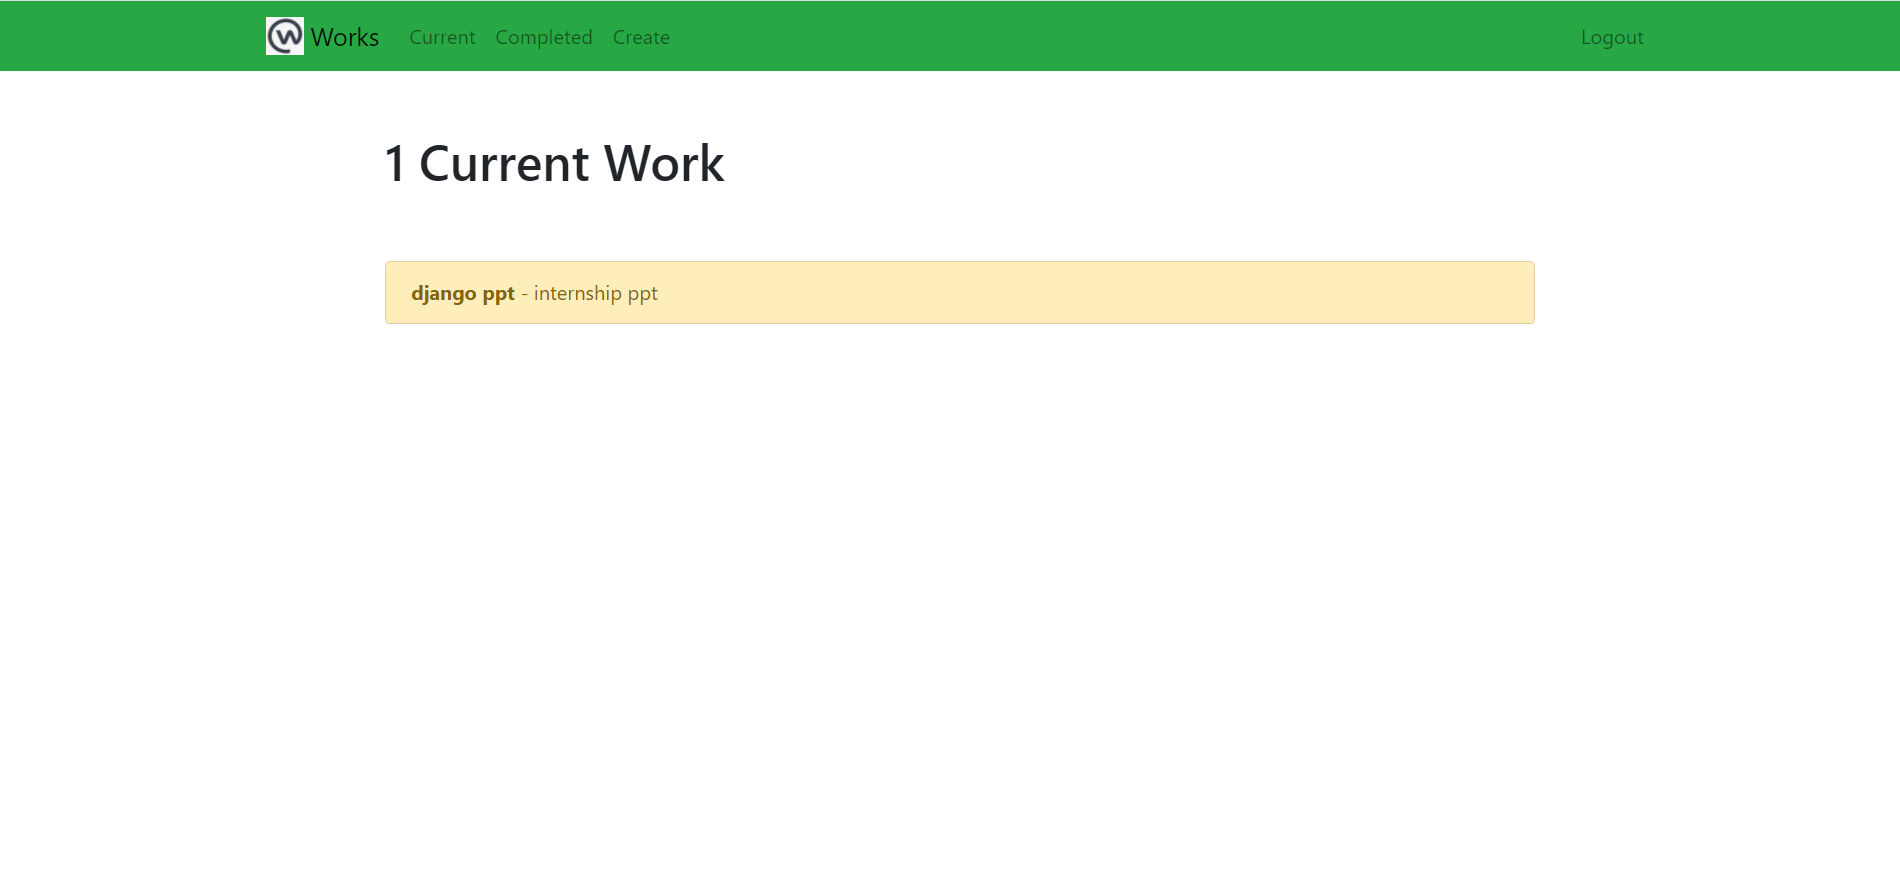 Works Current Completed Create Logout
1 Current Work
django ppt - internship ppt